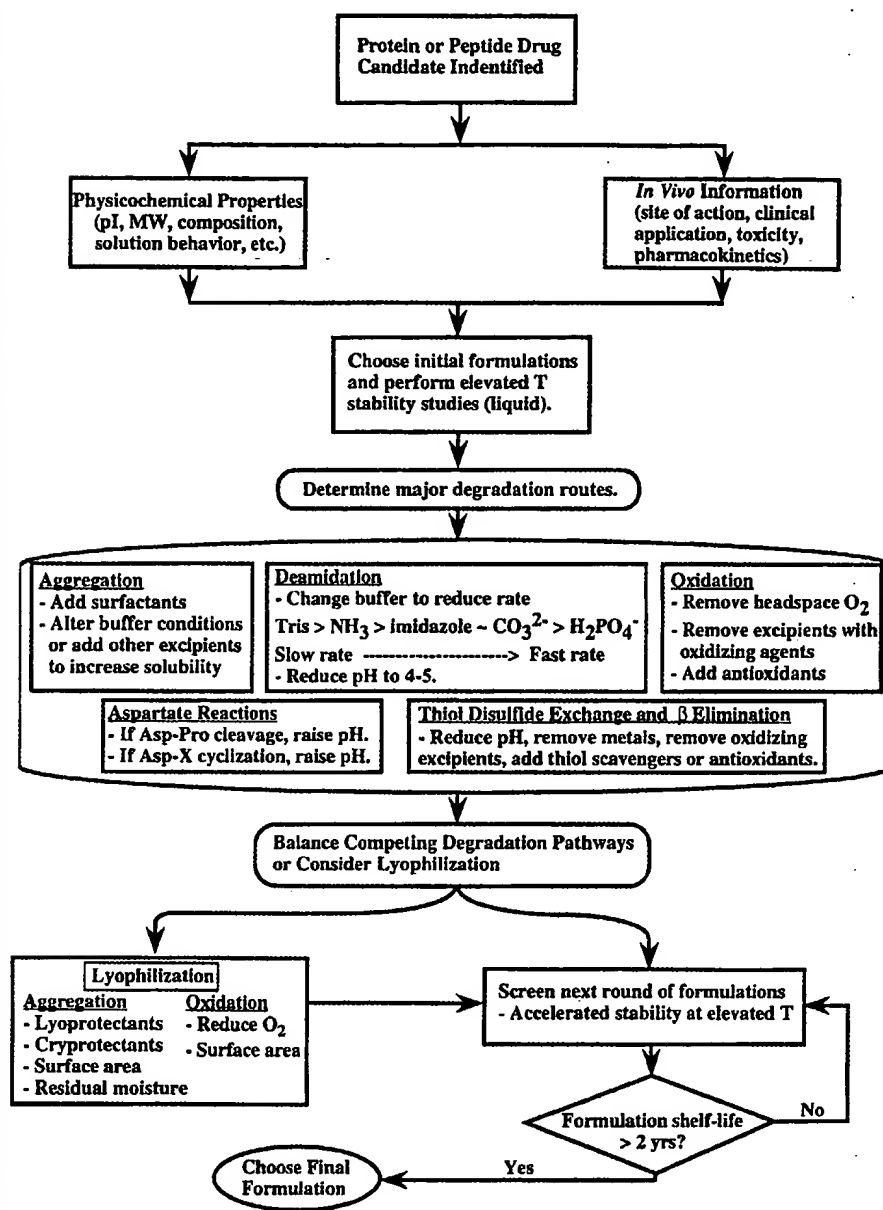 Protein or Peptide Drug
Candidate Indentified
Physicochemical Properties
(pI, MW, composition,
solution behavior, etc.)
In Vivo Information
(site of action, clinical
application, toxicity,
pharmacokinetics)
Choose initial formulations
and perform elevated T
stability studies (liquid).
Determine major degradation routes.
Aggregation
- Add surfactants
- Alter buffer conditions
or add other excipients
to increase solubility
Deamidation
- Change buffer to reduce rate
Tris > NH3 > imidazole ~ CO3²⁻ > H2PO4⁻
Slow rate ----------------------> Fast rate
- Reduce pH to 4-5.
Oxidation
- Remove headspace O2
- Remove excipients with
oxidizing agents
- Add antioxidants
Aspartate Reactions
- If Asp-Pro cleavage, raise pH.
- If Asp-X cyclization, raise pH.
Thiol Disulfide Exchange and β Elimination
- Reduce pH, remove metals, remove oxidizing
excipients, add thiol scavengers or antioxidants.
Balance Competing Degradation Pathways
or Consider Lyophilization
Lyophilization
Aggregation
- Lyoprotectants
- Cryprotectants
- Surface area
- Residual moisture
Oxidation
- Reduce O2
- Surface area
Screen next round of formulations
- Accelerated stability at elevated T
Formulation shelf-life
> 2 yrs?
No
Yes
Choose Final
Formulation